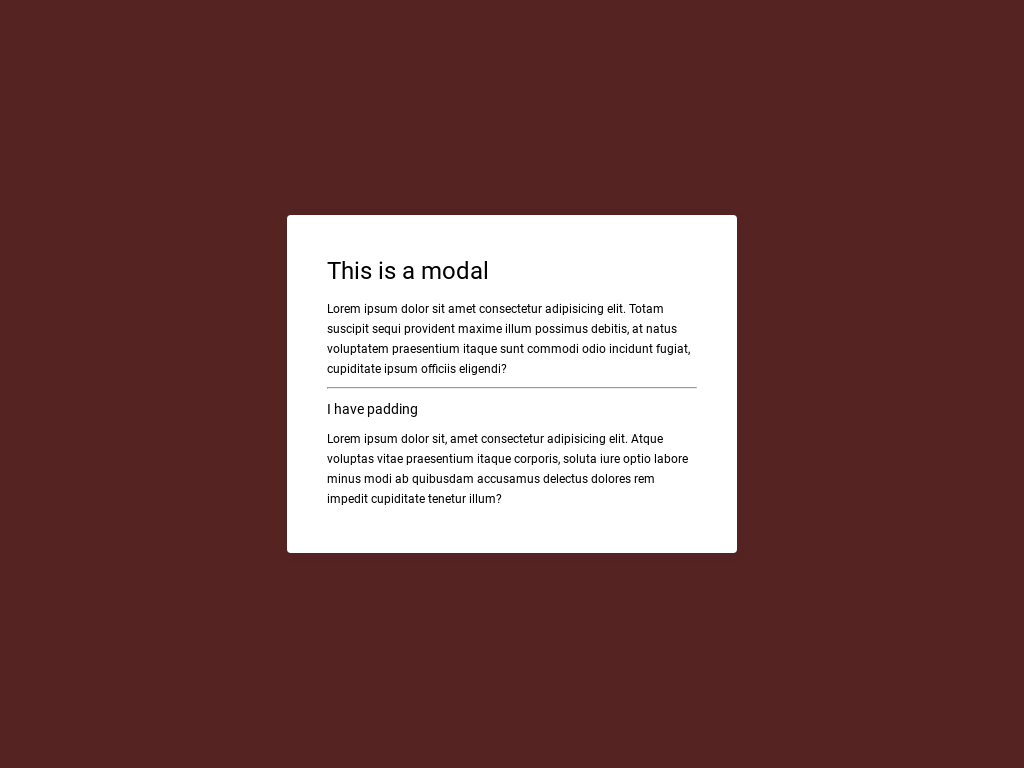 This is a modal
Lorem ipsum dolor sit amet consectetur adipisicing elit. Totam
suscipit sequi provident maxime illum possimus debitis, at natus
voluptatem praesentium itaque sunt commodi odio incidunt fugiat,
cupiditate ipsum officiis eligendi?
I have padding
Lorem ipsum dolor sit, amet consectetur adipisicing elit. Atque
voluptas vitae praesentium itaque corporis, soluta iure optio labore
minus modi ab quibusdam accusamus delectus dolores rem
impedit cupiditate tenetur illum?